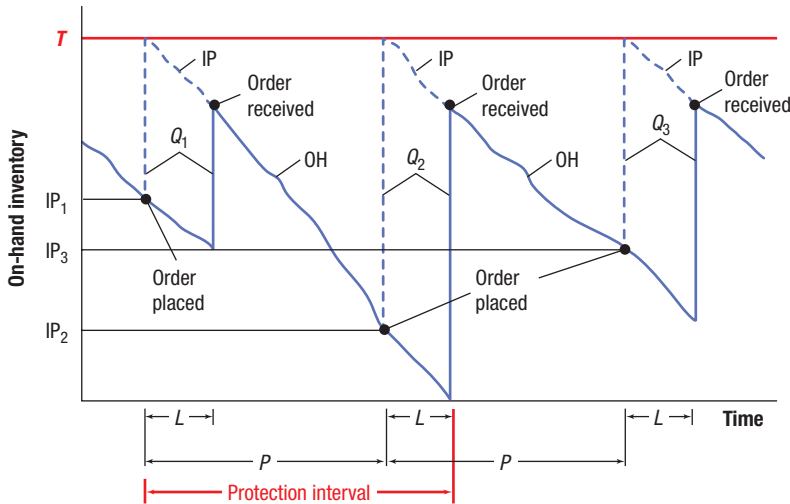 T
IP
IP
IP
Order
received
Order
received
Order
received
Q1
Q2
Q3
OH
OH
On-hand inventory
IP1
IP3
IP2
Order
placed
Order
placed
L
L
L
Time
P
P
Protection interval